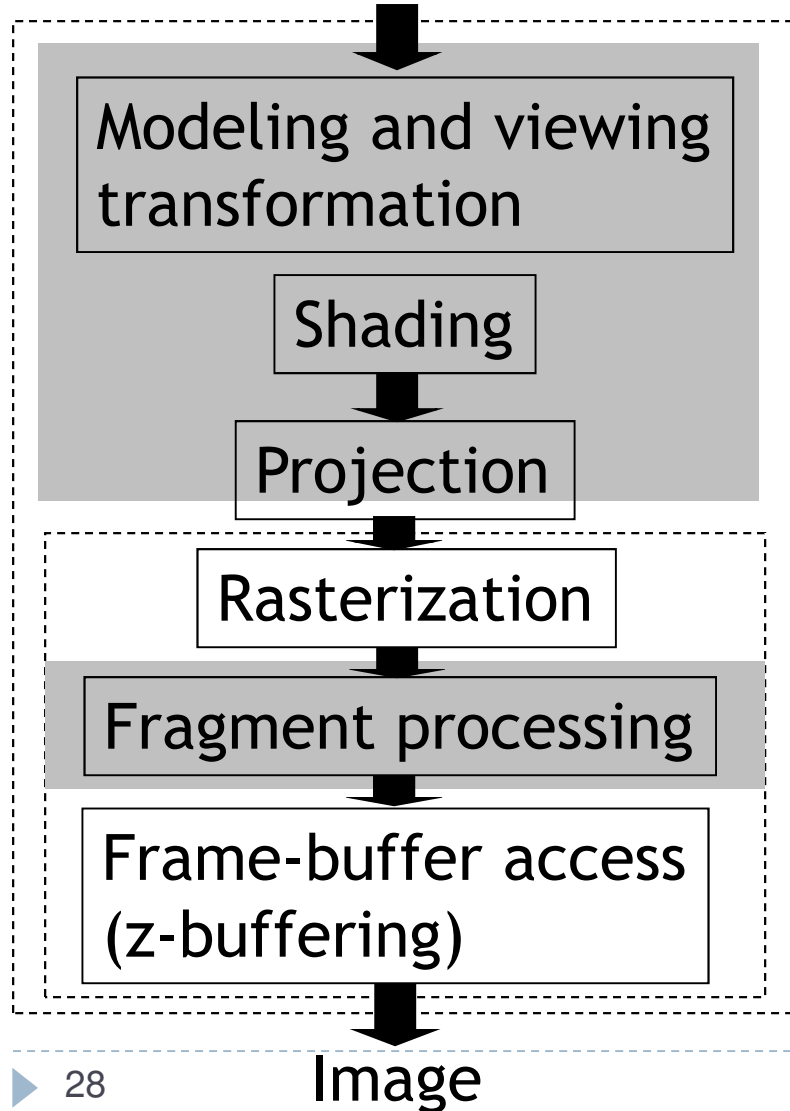 Modeling and viewing
transformation
Shading
Projection
Rasterization
Fragment processing
Frame-buffer access
(z-buffering)
Image
28